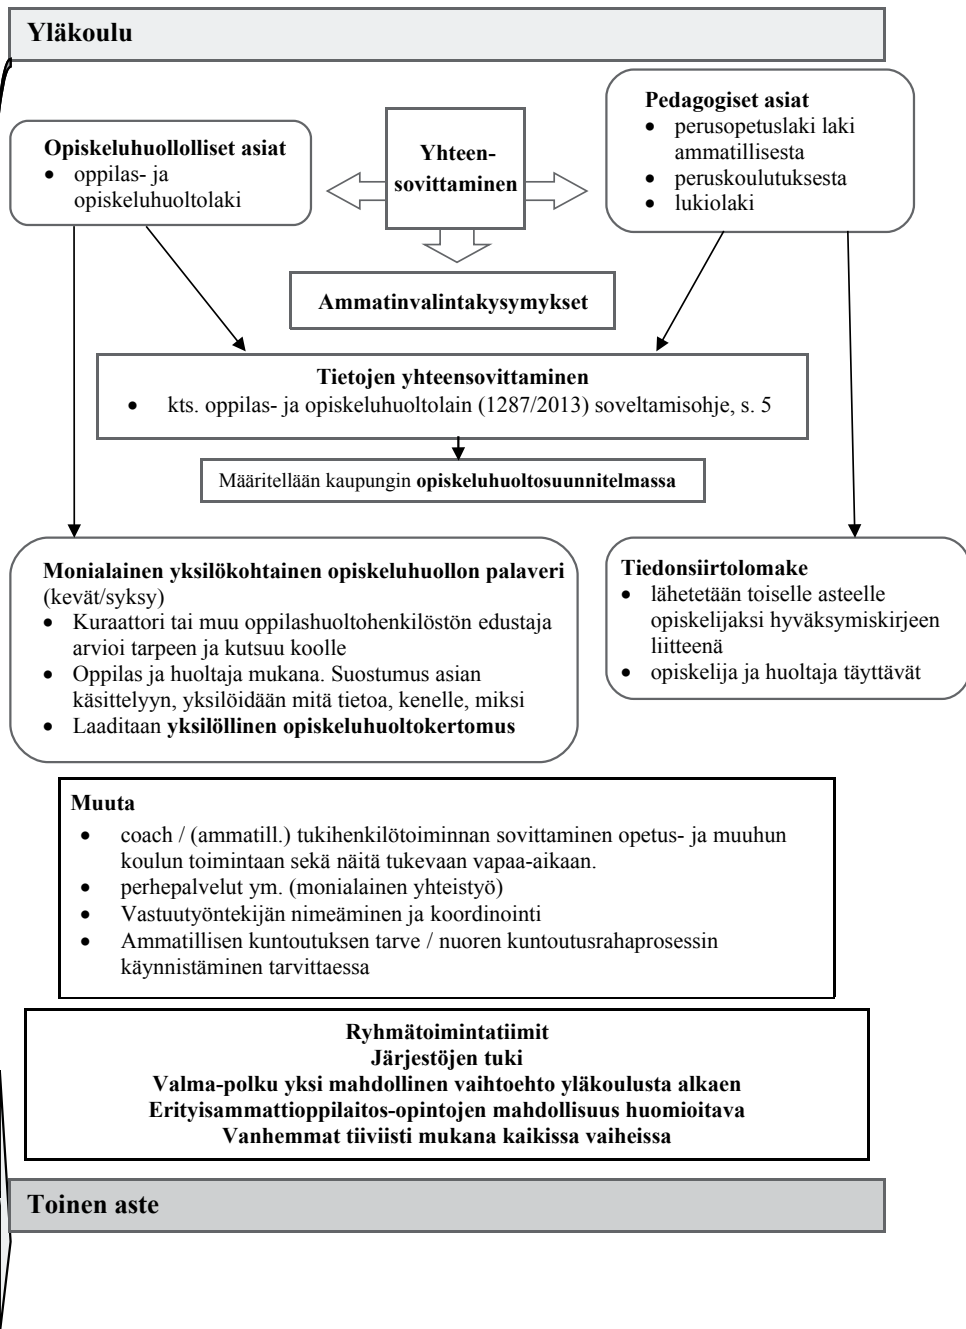 Yläkoulu
Opiskeluhuollolliset asiat
• oppilas- ja
opiskeluhuoltolaki
Yhteen-
sovittaminen
Pedagogiset asiat
• perusopetuslaki laki
ammatillisesta
• peruskoulutuksesta
• lukiolaki
Ammatinvalintakysymykset
Tietojen yhteensovittaminen
• kts. oppilas- ja opiskeluhuoltolain (1287/2013) soveltamisohje, s. 5
Määritellään kaupungin opiskeluhuoltosuunnitelmassa
Monialainen yksilökohtainen opiskeluhuollon palaveri
(kevät/syksy)
• Kuraattori tai muu oppilashuoltohenkilöstön edustaja
arvioi tarpeen ja kutsuu koolle
• Oppilas ja huoltaja mukana. Suostumus asian
käsittelyyn, yksilöidään mitä tietoa, kenelle, miksi
• Laaditaan yksilöllinen opiskeluhuoltokertomus
Tiedonsiirtolomake
• lähetetään toiselle asteelle
opiskelijaksi hyväksymiskirjeen
liitteenä
• opiskelija ja huoltaja täyttävät
Muuta
• coach / (ammatill.) tukihenkilötoiminnan sovittaminen opetus- ja muuhun
koulun toimintaan sekä näitä tukevaan vapaa-aikaan.
• perhepalvelut ym. (monialainen yhteistyö)
• Vastuutyöntekijän nimeäminen ja koordinointi
• Ammatillisen kuntoutuksen tarve / nuoren kuntoutusrahaprosessin
käynnistäminen tarvittaessa
Ryhmätoimintatiimit
Järjestöjen tuki
Valma-polku yksi mahdollinen vaihtoehto yläkoulusta alkaen
Erityisammattioppilaitos-opintojen mahdollisuus huomioitava
Vanhemmat tiiviisti mukana kaikissa vaiheissa
Toinen aste